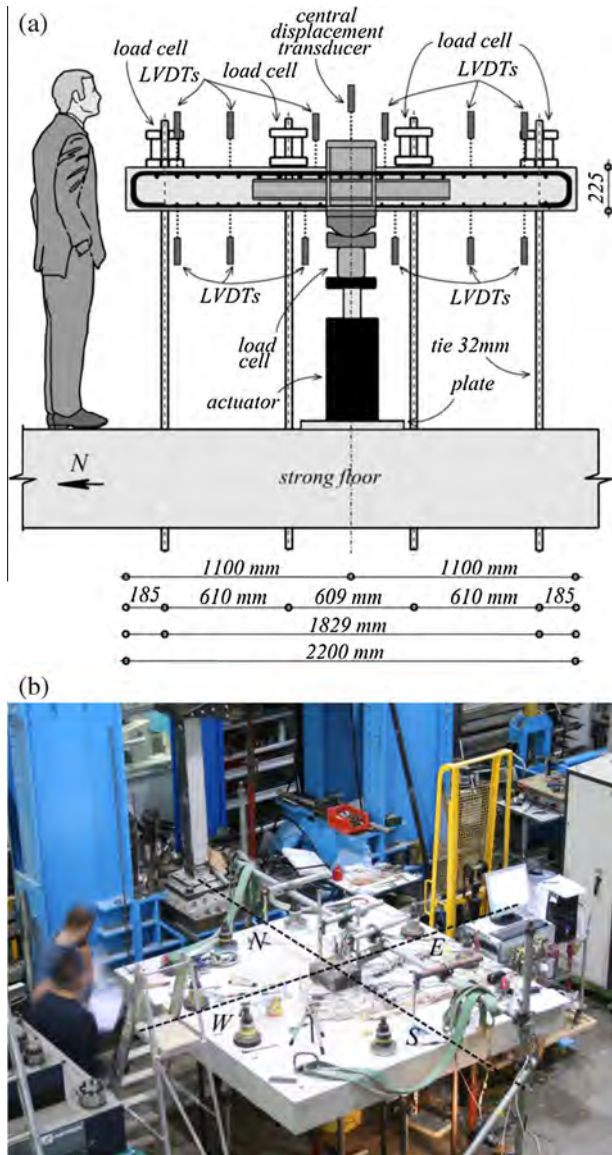 (a)
central
displacement
transducer
load cell
LVDTs
load cell
load cell
LVDTs
225
LVDTs
LVDTs
load
cell
tie 32mm
actuator
plate
N
strong floor
1100 mm
1100 mm
185
610 mm
609 mm
610 mm
185
1829 mm
2200 mm
(b)
N
E
W
S